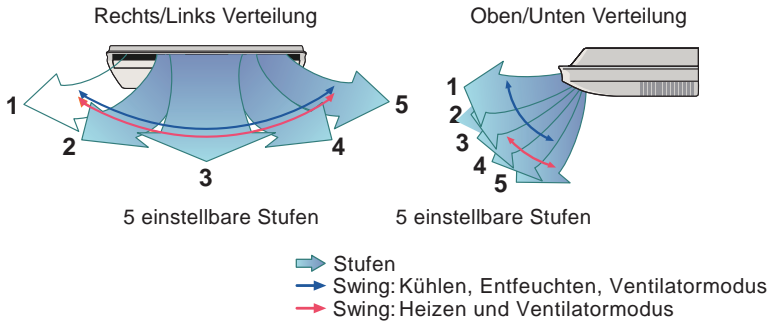 Rechts/Links Verteilung
1
2
3
4
5
5 einstellbare Stufen
Oben/Unten Verteilung
1
2
3
4
5
5 einstellbare Stufen
Stufen
Swing: Kühlen, Entfeuchten, Ventilatormodus
Swing: Heizen und Ventilatormodus